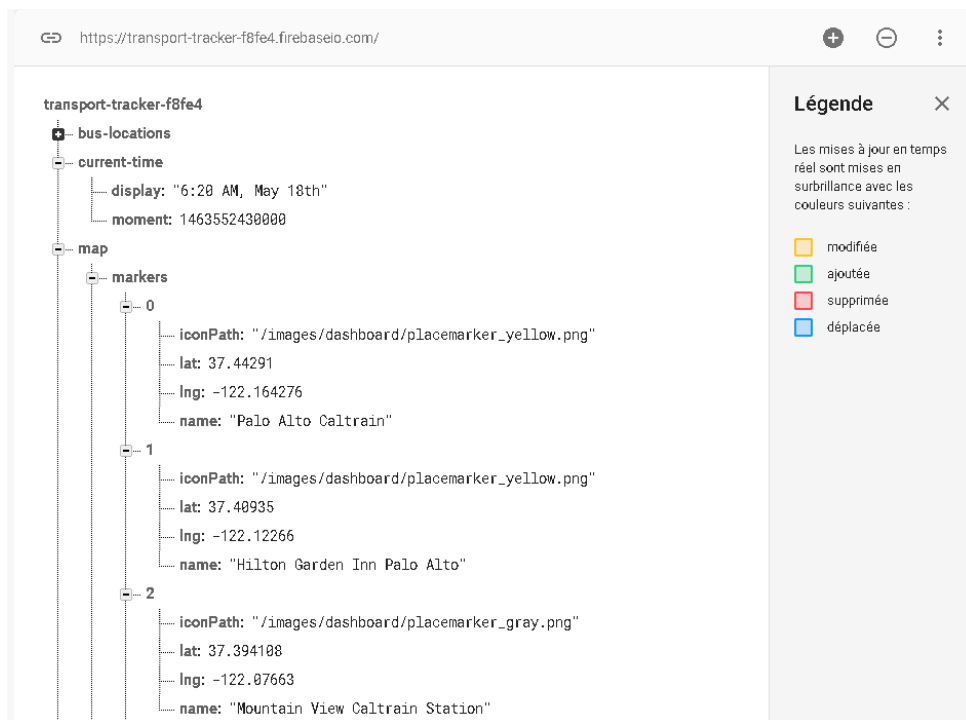 https://transport-tracker-f8fe4.firebaseio.com/
transport-tracker-f8fe4
bus-locations
current-time
display: "6:20 AM, May 18th"
moment: 1463552430000
map
markers
0
iconPath: "/images/dashboard/placemarker_yellow.png"
lat: 37.44291
lng: -122.164276
name: "Palo Alto Caltrain"
1
iconPath: "/images/dashboard/placemarker_yellow.png"
lat: 37.40935
lng: -122.12266
name: "Hilton Garden Inn Palo Alto"
2
iconPath: "/images/dashboard/placemarker_gray.png"
lat: 37.394108
lng: -122.07663
name: "Mountain View Caltrain Station"
Légende
Les mises à jour en temps
réel sont mises en
surbrillance avec les
couleurs suivantes :
modifiée
ajoutée
supprimée
déplacée